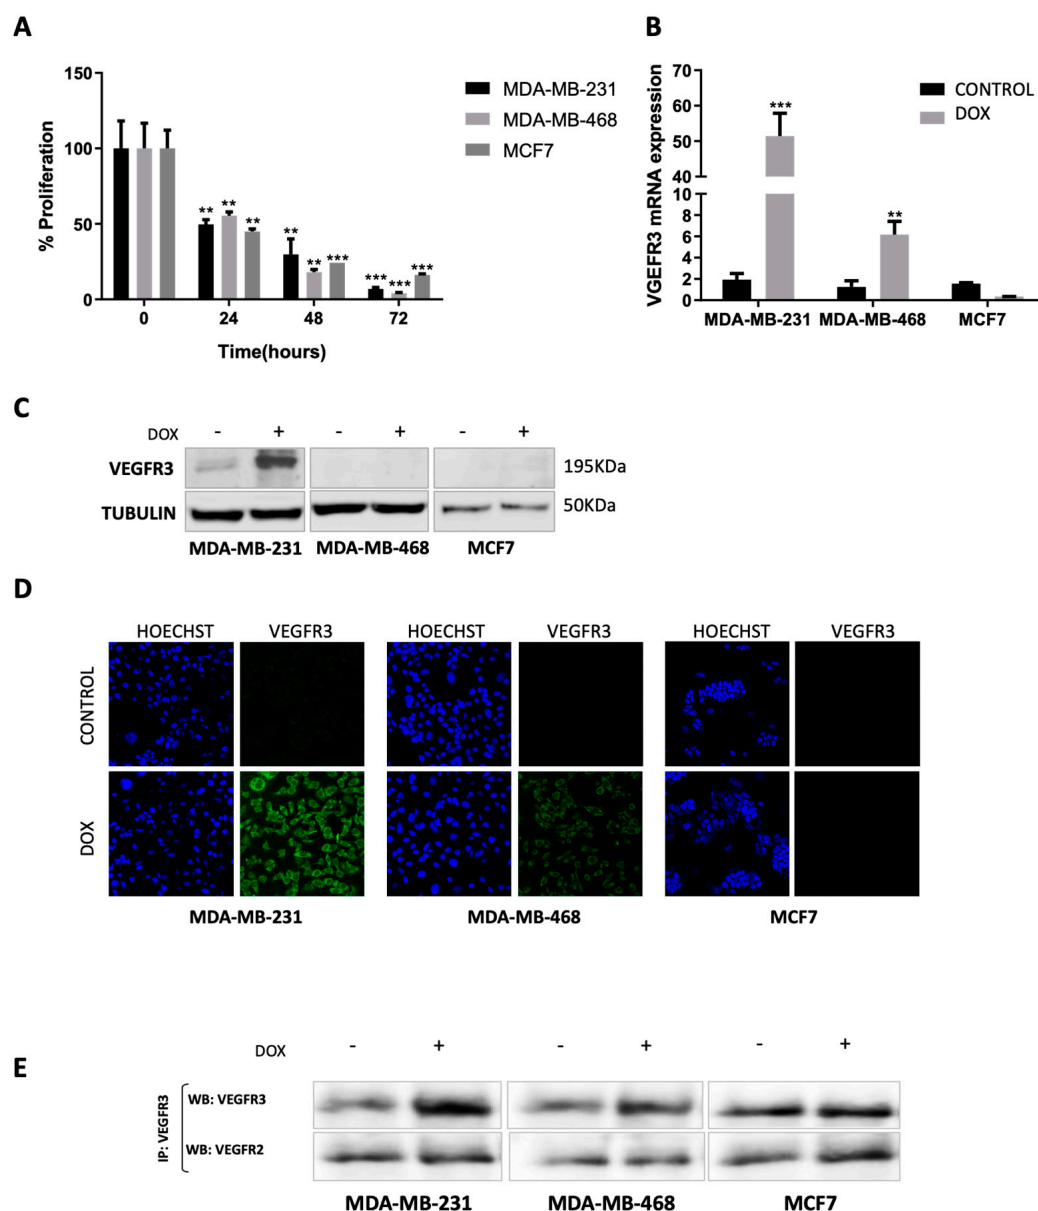 A
150
100
50
0
% Proliferation
** ** **
** ** ***
*** *** ***
0 24 48 72
Time(hours)
MDA-MB-231
MDA-MB-468
MCF7
B
VGEFR3 mRNA expression
70
60
50
40
10
8
6
4
2
0
***
**
MDA-MB-231 MDA-MB-468 MCF7
CONTROL
DOX
C
DOX - + - + - +
VEGFR3 195KDa
TUBULIN 50KDa
MDA-MB-231 MDA-MB-468 MCF7
D
HOECHST VEGFR3 HOECHST VEGFR3 HOECHST VEGFR3
CONTROL
DOX
MDA-MB-231 MDA-MB-468 MCF7
E
DOX - + - + - +
IP: VEGFR3
WB: VEGFR3
WB: VEGFR2
MDA-MB-231 MDA-MB-468 MCF7